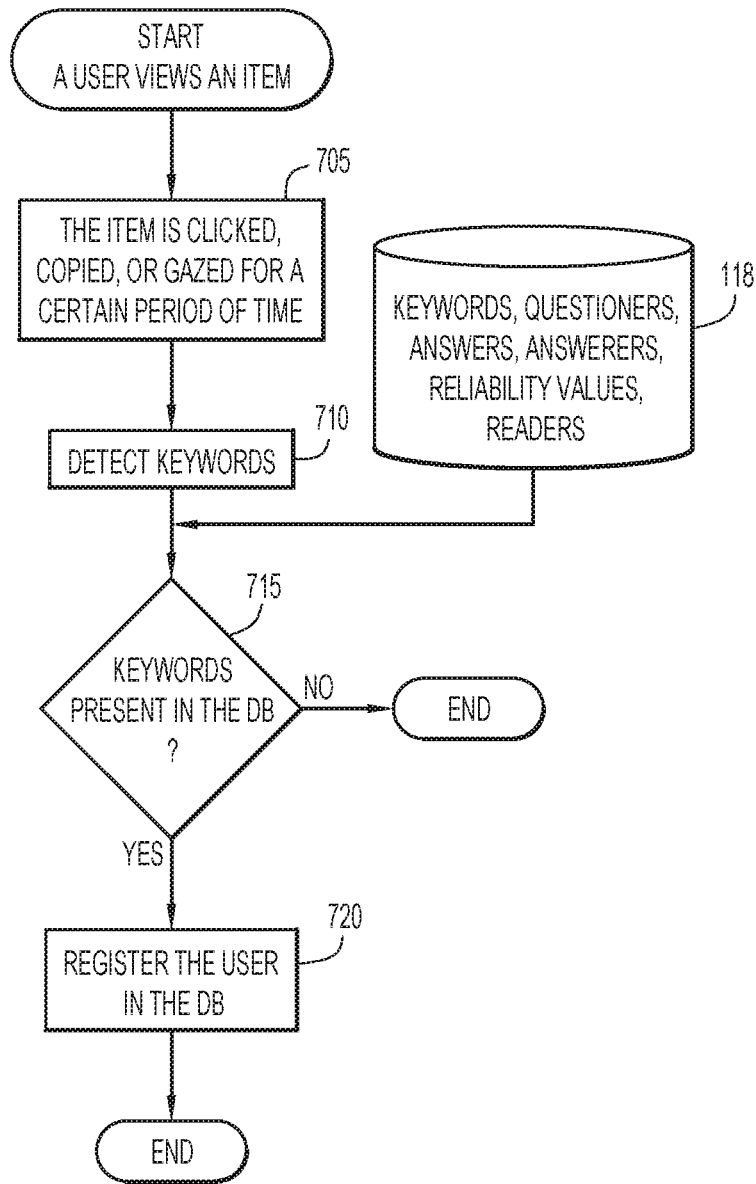 START
A USER VIEWS AN ITEM
705
THE ITEM IS CLICKED,
COPIED, OR GAZED FOR A
CERTAIN PERIOD OF TIME
118
KEYWORDS, QUESTIONERS,
ANSWERS, ANSWERERS,
RELIABILITY VALUES,
READERS
710
DETECT KEYWORDS
715
KEYWORDS
PRESENT IN THE DB
?
NO
END
YES
720
REGISTER THE USER
IN THE DB
END